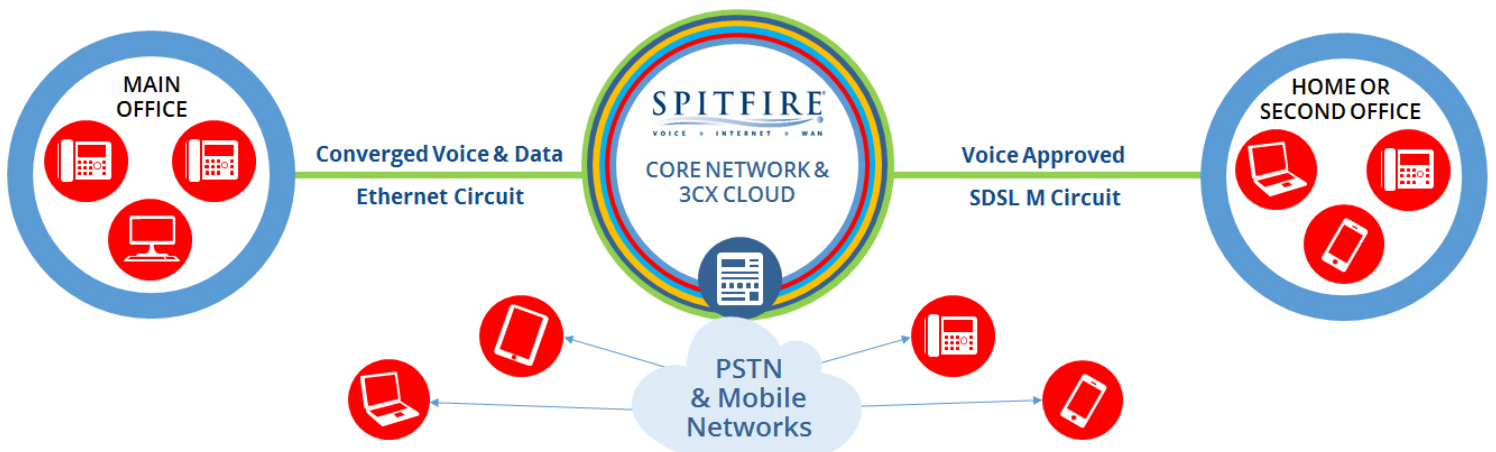 MAIN
OFFICE
Converged Voice & Data
Ethernet Circuit
SPITFIRE
VOICE INTERNET WAN
CORE NETWORK &
3CX CLOUD
Voice Approved
SDSL M Circuit
HOME OR
SECOND OFFICE
PSTN
& Mobile
Networks